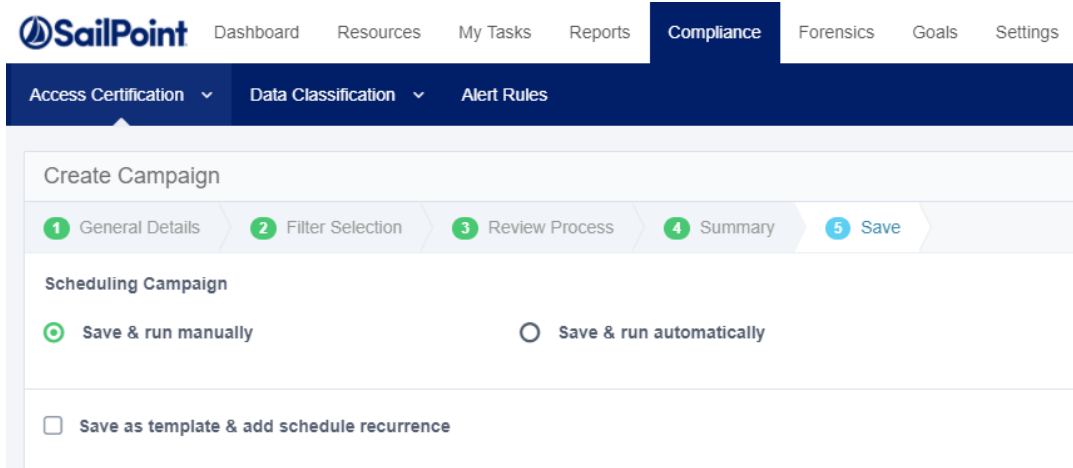 SailPoint Dashboard Resources My Tasks Reports Compliance Forensics Goals Settings
Access Certification Data Classification Alert Rules
Create Campaign
1 General Details 2 Filter Selection 3 Review Process 4 Summary 5 Save
Scheduling Campaign
Save & run manually Save & run automatically
Save as template & add schedule recurrence